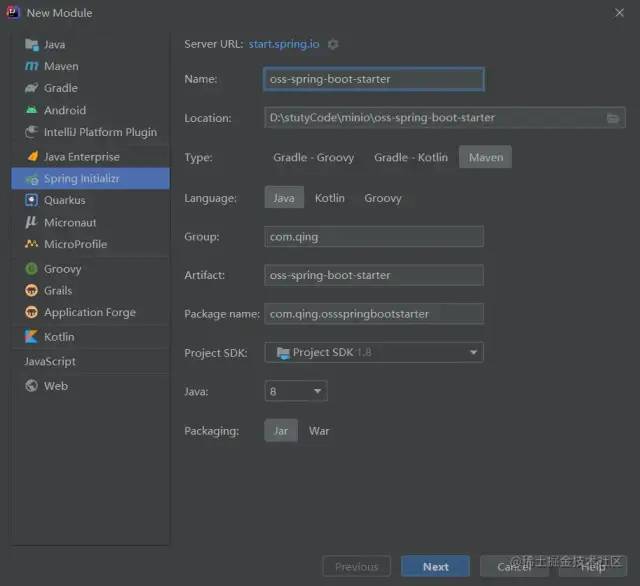 New Module
Java
Maven
Gradle
Android
IntelliJ Platform Plugin
Java Enterprise
Spring Initializr
Quarkus
Micronaut
MicroProfile
Groovy
Grails
Application Forge
Kotlin
JavaScript
Web
Server URL: start.spring.io
Name: oss-spring-boot-starter
Location: D:\stutyCode\minio\oss-spring-boot-starter
Type: Gradle - Groovy Gradle - Kotlin Maven
Language: Java Kotlin Groovy
Group: com.qing
Artifact: oss-spring-boot-starter
Package name: com.qing.ossspringbootstarter
Project SDK: Project SDK 1.8
Java: 8
Packaging: Jar War
Previous Next Cancel Help
@稀土掘金技术社区